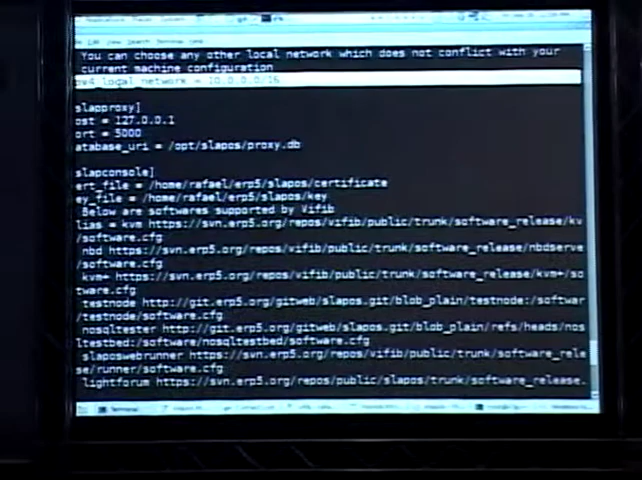 You can choose any other local network which does not conflict with your
current machine configuration
pv4_local_network = 10.0.0.0/16
slapproxy]
ost = 127.0.0.1
ort = 5000
atabase_uri = /opt/slapos/proxy.db
slapconsole]
ert_file = /home/rafael/erp5/slapos/certificate
ey_file = /home/rafael/erp5/slapos/key
Below are softwares supported by Vifib
lias = kvm https://svn.erp5.org/repos/vifib/public/trunk/software_release/kv
/software.cfg
nbd https://svn.erp5.org/repos/vifib/public/trunk/software_release/nbdserve
/software.cfg
kvm+ https://svn.erp5.org/repos/vifib/public/trunk/software_release/kvm+/so
tware.cfg
testnode http://git.erp5.org/gitweb/slapos.git/blob_plain/testnode:/softwar
/testnode/software.cfg
nosqltester http://git.erp5.org/gitweb/slapos.git/blob_plain/refs/heads/nos
ltestbed:/software/nosqltestbed/software.cfg
slaposwebrunner https://svn.erp5.org/repos/vifib/public/trunk/software_rele
se/runner/software.cfg
lightforum https://svn.erp5.org/repos/public/slapos/trunk/software_release.
Terminal